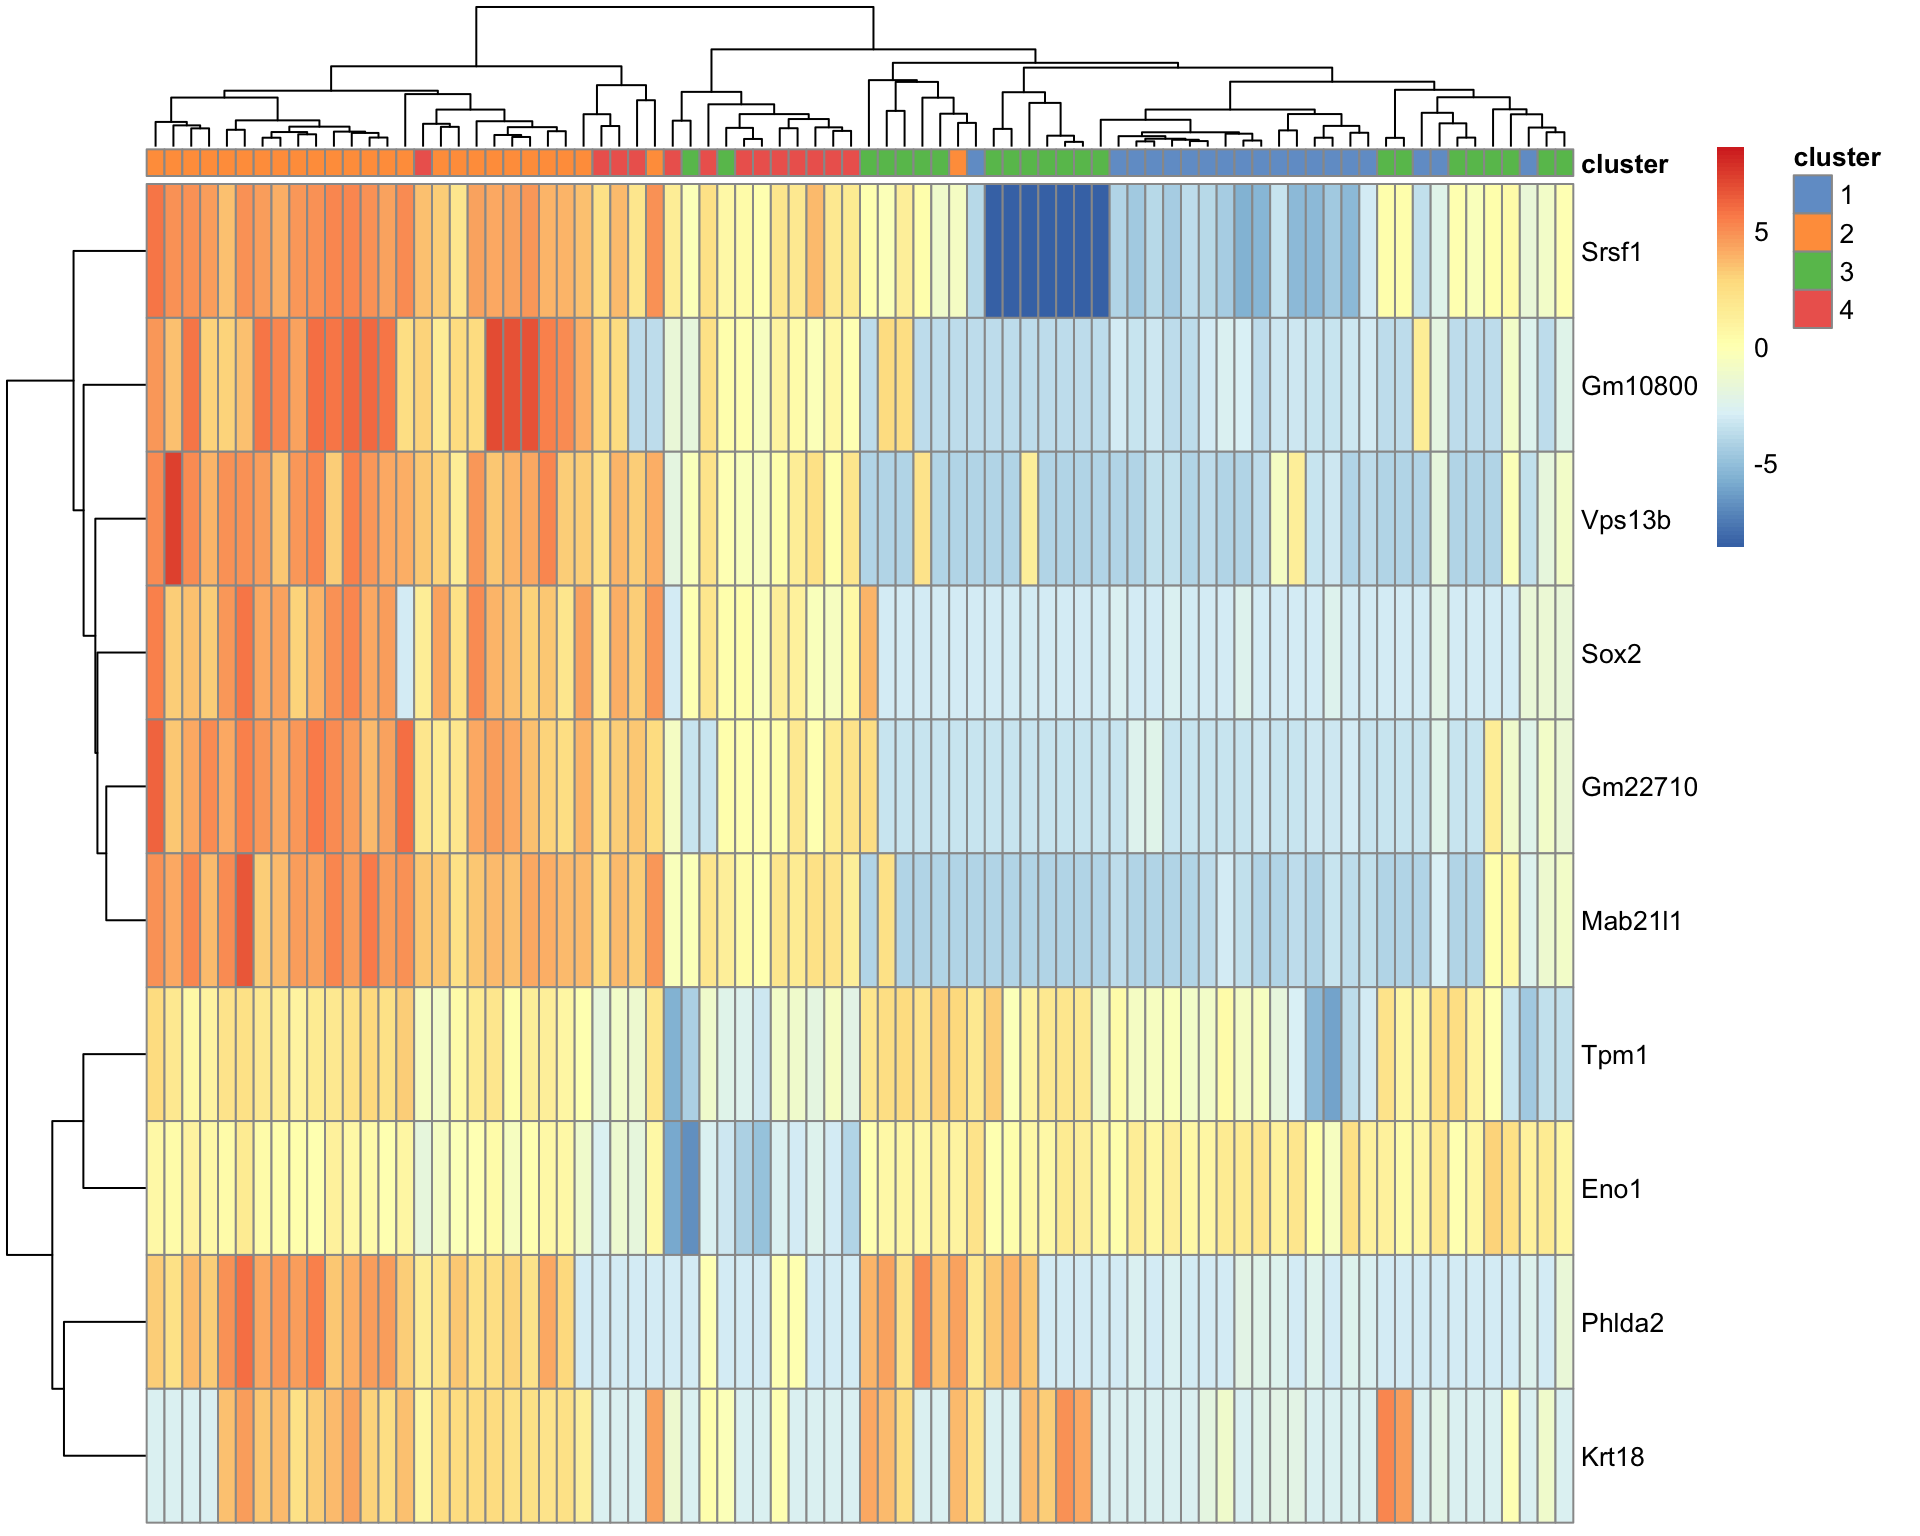 cluster
Srsf1
Gm10800
Vps13b
Sox2
Gm22710
Mab21l1
Tpm1
Eno1
Phlda2
Krt18
5
0
-5
cluster
1
2
3
4